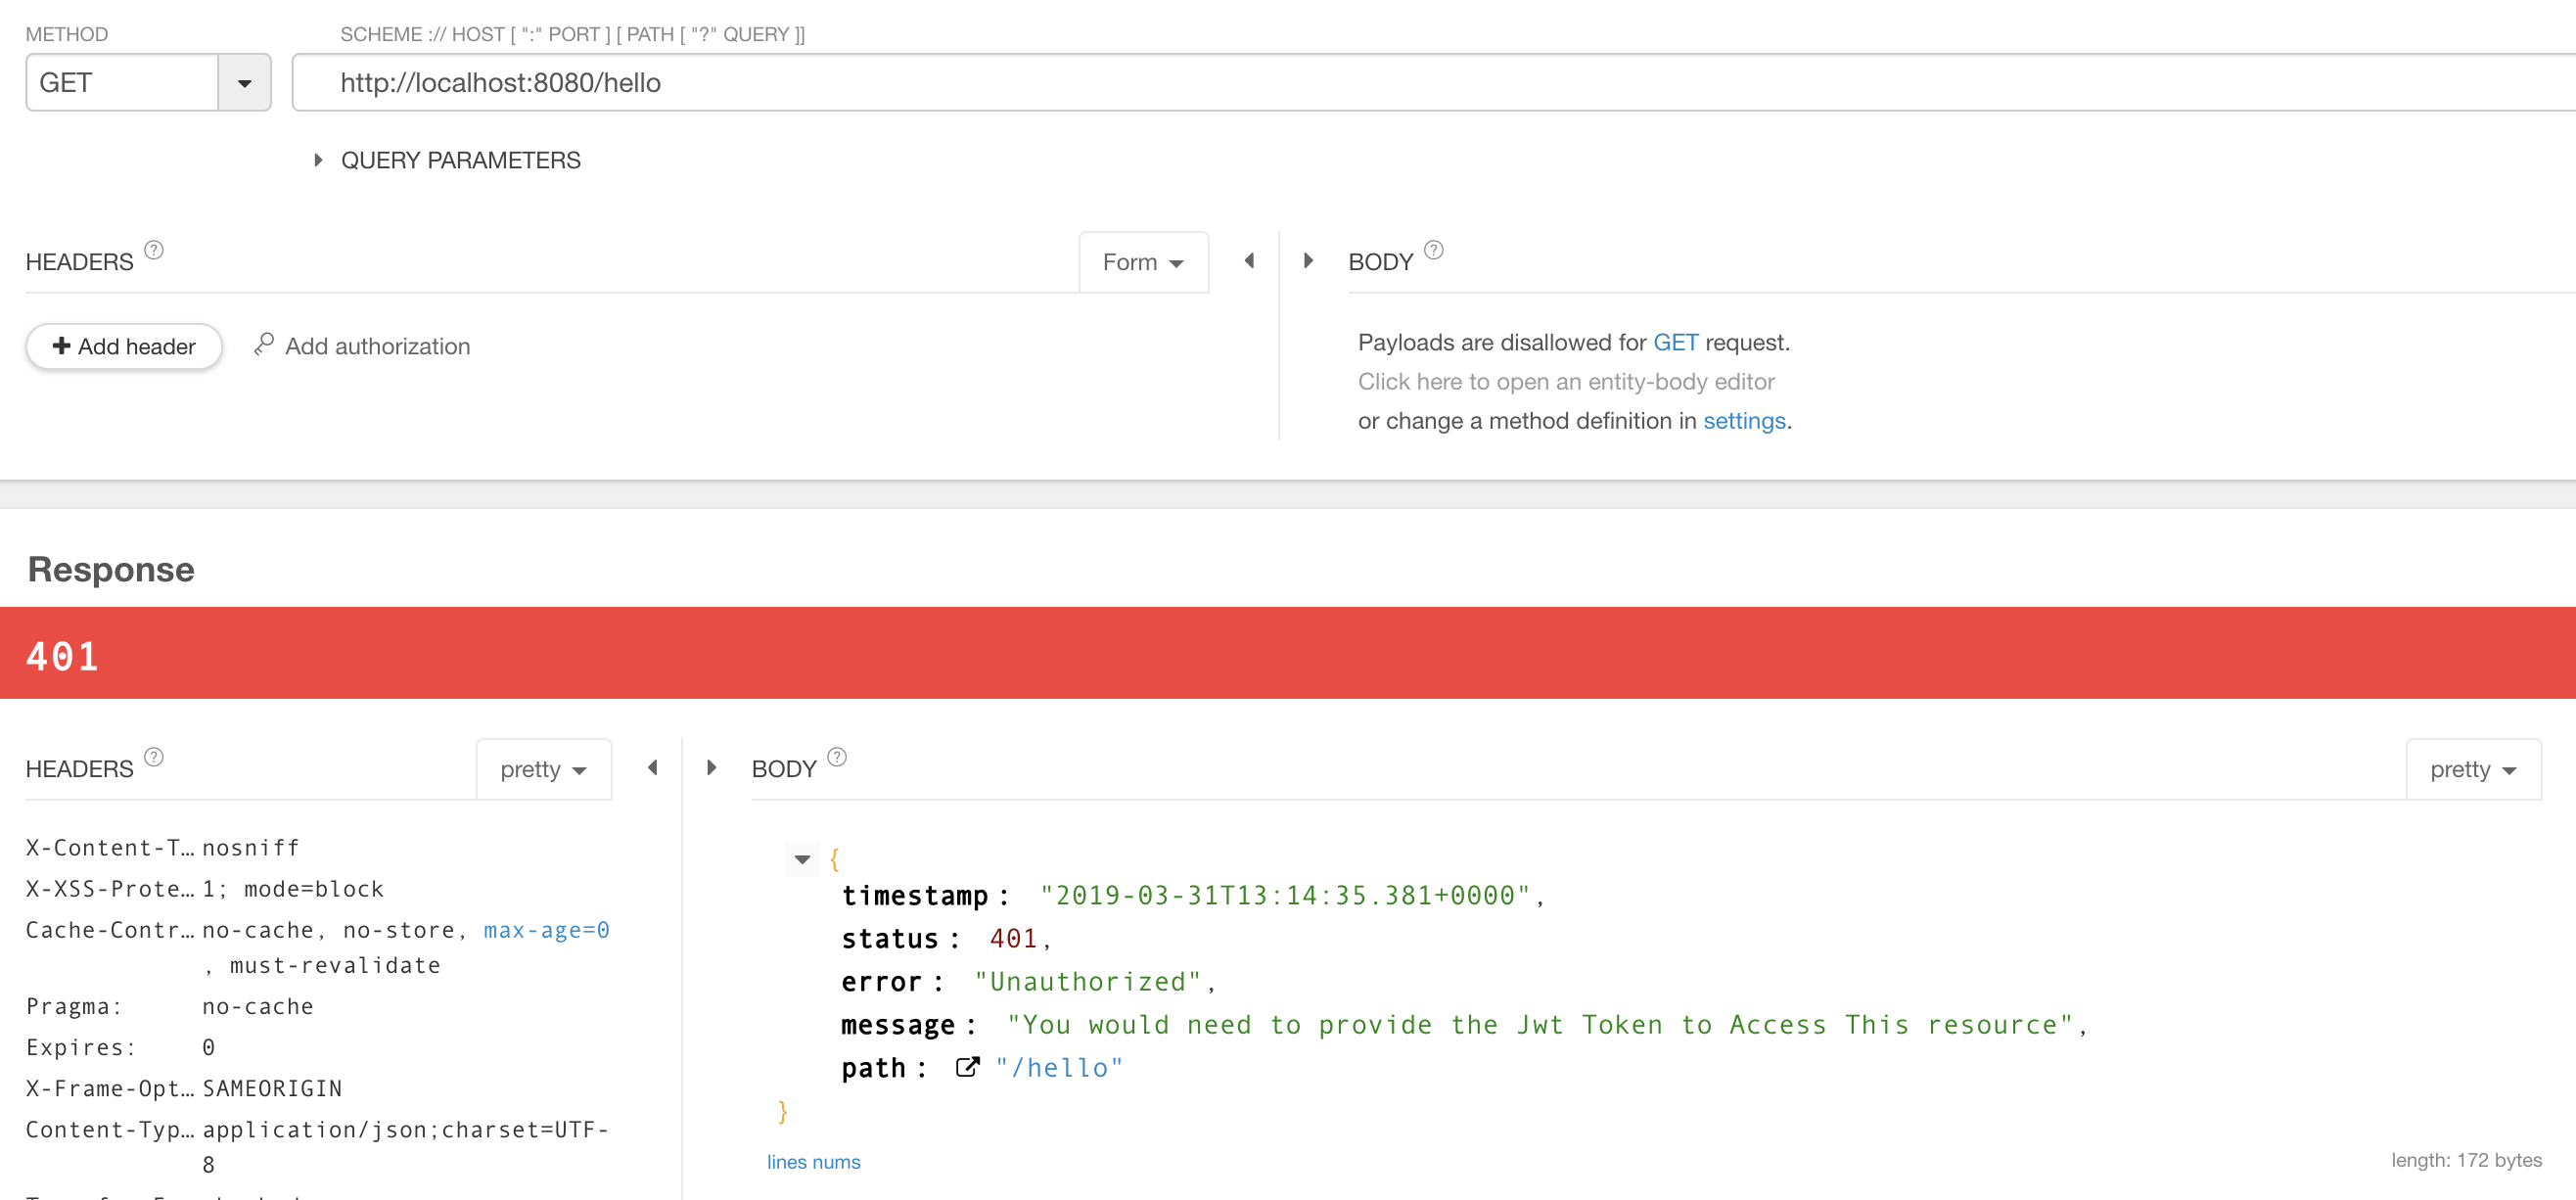 METHOD
SCHEME :// HOST [ ":" PORT ] [ PATH [ "?" QUERY ]]
GET
http://localhost:8080/hello
QUERY PARAMETERS
HEADERS ?
Form
BODY ?
+ Add header
Add authorization
Payloads are disallowed for GET request.
Click here to open an entity-body editor
or change a method definition in settings.
Response
401
HEADERS ?
pretty
BODY ?
pretty
X-Content-T… nosniff
X-XSS-Prote… 1; mode=block
Cache-Contr… no-cache, no-store, max-age=0
, must-revalidate
Pragma: no-cache
Expires: 0
X-Frame-Opt… SAMEORIGIN
Content-Typ… application/json;charset=UTF-
8
{
timestamp : "2019-03-31T13:14:35.381+0000",
status : 401,
error : "Unauthorized",
message : "You would need to provide the Jwt Token to Access This resource",
path : "/hello"
}
lines nums
length: 172 bytes